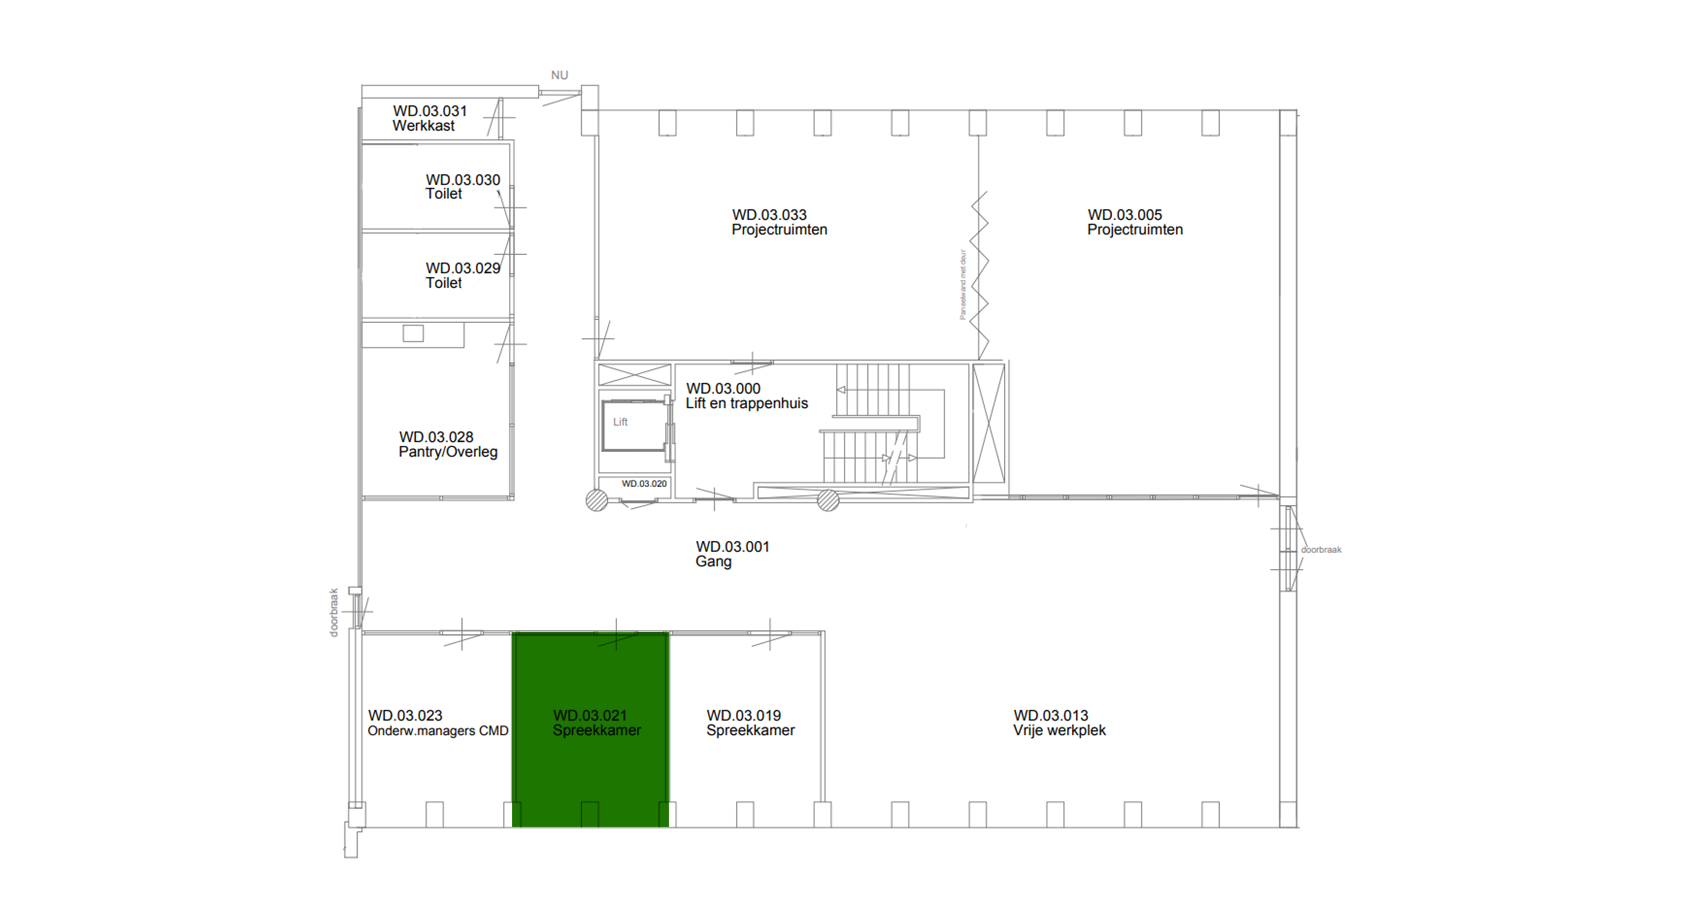 NU
WD.03.031
Werkkast
WD.03.030
Toilet
WD.03.029
Toilet
WD.03.033
Projectruimten
WD.03.005
Projectruimten
Paneelwand met deur
WD.03.000
Lift en trappenhuis
Lift
WD.03.028
Pantry/Overleg
WD.03.020
WD.03.001
Gang
doorbraak
doorbraak
WD.03.023
Onderw.managers CMD
WD.03.021
Spreekkamer
WD.03.019
Spreekkamer
WD.03.013
Vrije werkplek